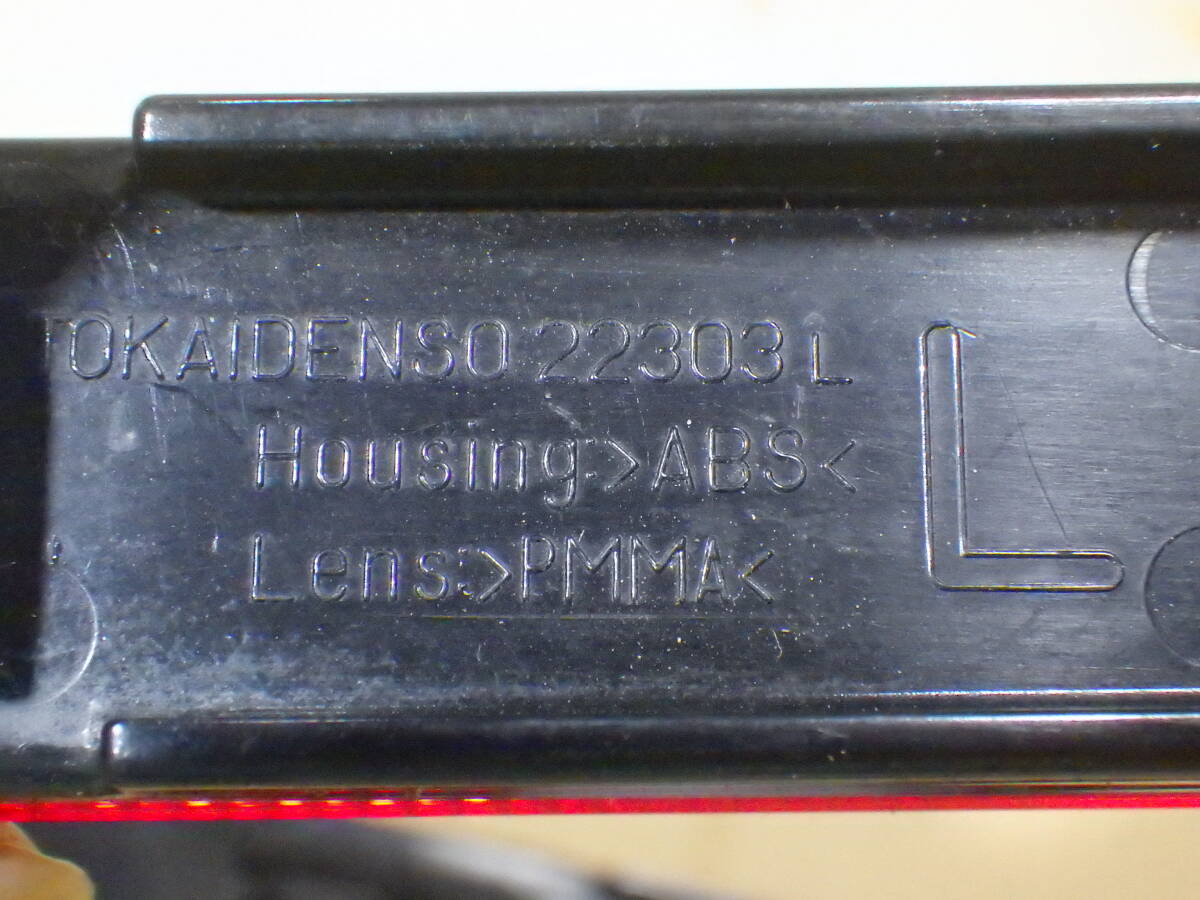 TOKAIDENSO 22303 L
Housing:>ABS<
Lens:>PMMA<
L